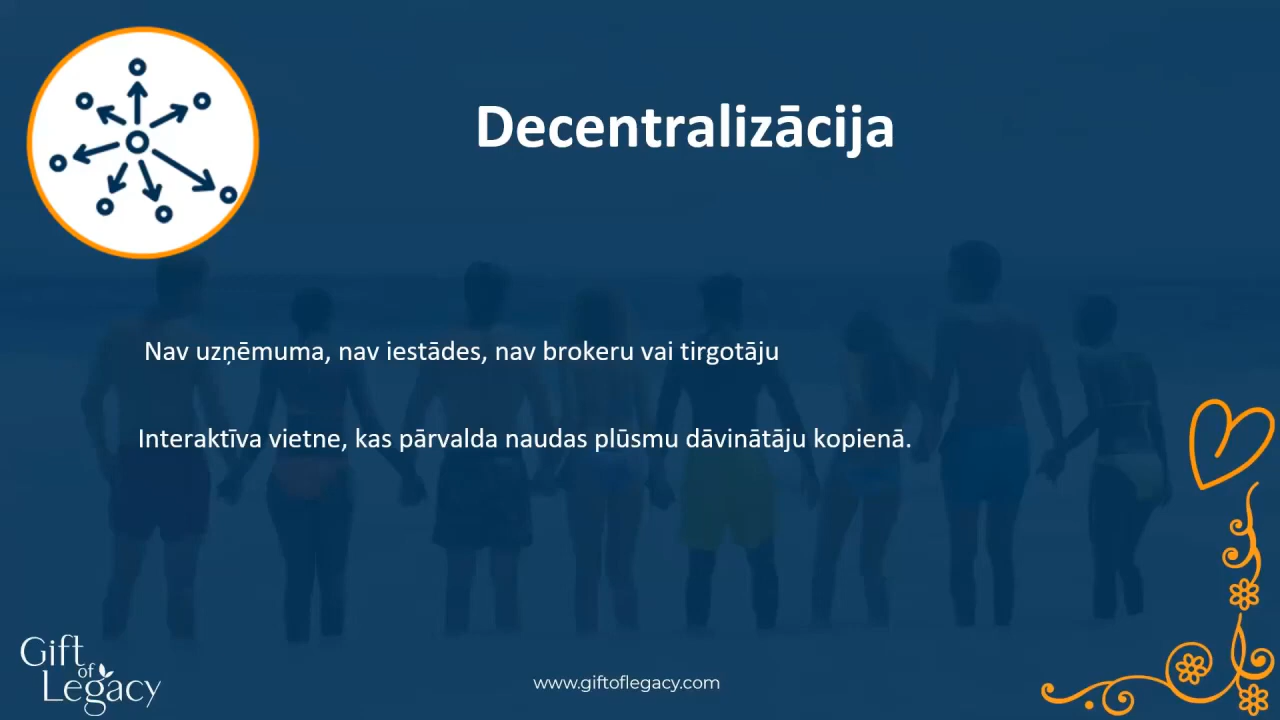 Decentralizācija
Nav uzņēmuma, nav iestādes, nav brokeru vai tirgotāju
Interaktīva vietne, kas pārvalda naudas plūsmu dāvinātāju kopienā.
Gift
of
Legacy
www.giftoflegacy.com